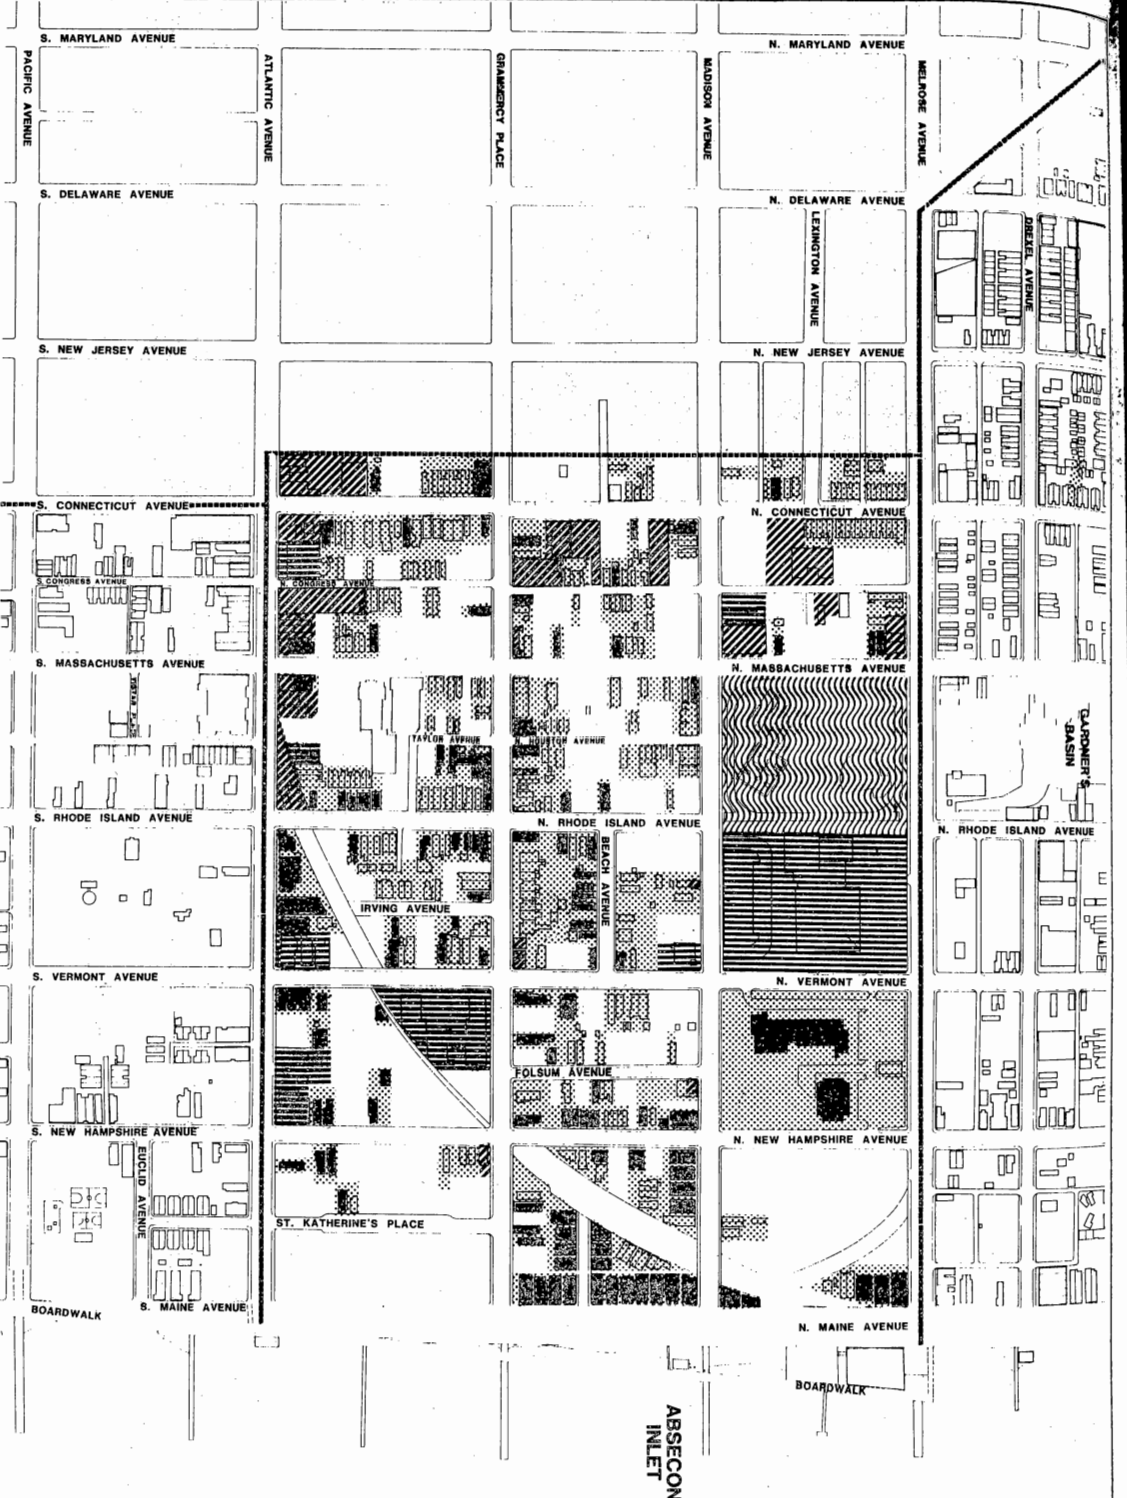 S. MARYLAND AVENUE
N. MARYLAND AVENUE
PACIFIC AVENUE
ATLANTIC AVENUE
GRAMMERCY PLACE
MADISON AVENUE
MELROSE AVENUE
S. DELAWARE AVENUE
N. DELAWARE AVENUE
LEXINGTON AVENUE
DREXEL AVENUE
S. NEW JERSEY AVENUE
N. NEW JERSEY AVENUE
S. CONNECTICUT AVENUE
N. CONNECTICUT AVENUE
S. CONGRESS AVENUE
N. CONGRESS AVENUE
S. MASSACHUSETTS AVENUE
N. MASSACHUSETTS AVENUE
GARDNER'S
BASIN
TAYLOR AVENUE
N. HOUSTON AVENUE
S. RHODE ISLAND AVENUE
N. RHODE ISLAND AVENUE
N. RHODE ISLAND AVENUE
BEACH AVENUE
IRVING AVENUE
S. VERMONT AVENUE
N. VERMONT AVENUE
FOLSUM AVENUE
S. NEW HAMPSHIRE AVENUE
N. NEW HAMPSHIRE AVENUE
EUCLID AVENUE
ST. KATHERINE'S PLACE
S. MAINE AVENUE
BOARDWALK
N. MAINE AVENUE
BOARDWALK
ABSECON
INLET